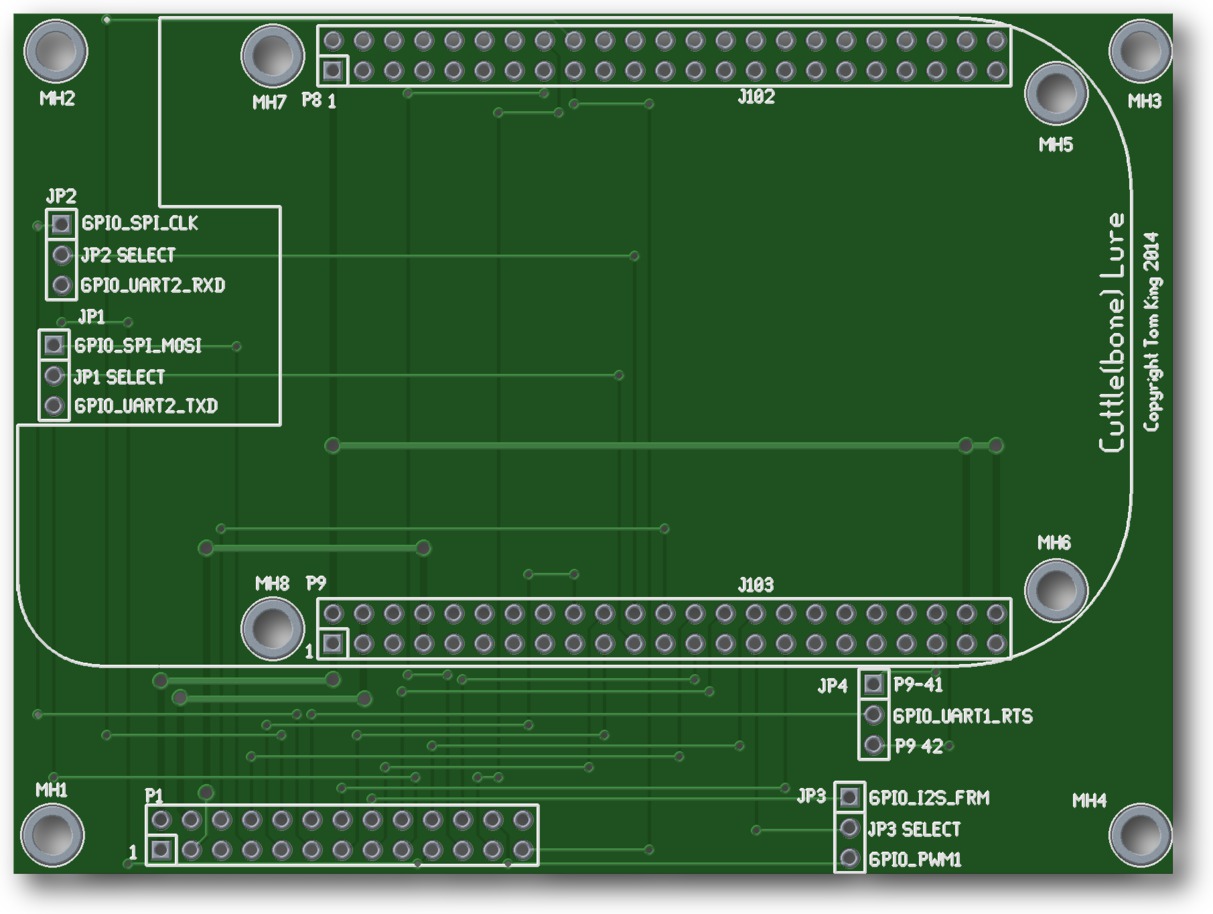 MH2
MH7
P8 1
J102
MH5
MH3
JP2
GPIO_SPI_CLK
JP2 SELECT
GPIO_UART2_RXD
JP1
GPIO_SPI_MOSI
JP1 SELECT
GPIO_UART2_TXD
Cuttle(bone) Lure
Copyright Tom King 2014
MH8
P9
J103
MH6
1
JP4
P9-41
GPIO_UART1_RTS
P9 42
MH1
P1
1
JP3
GPIO_I2S_FRM
JP3 SELECT
GPIO_PWM1
MH4